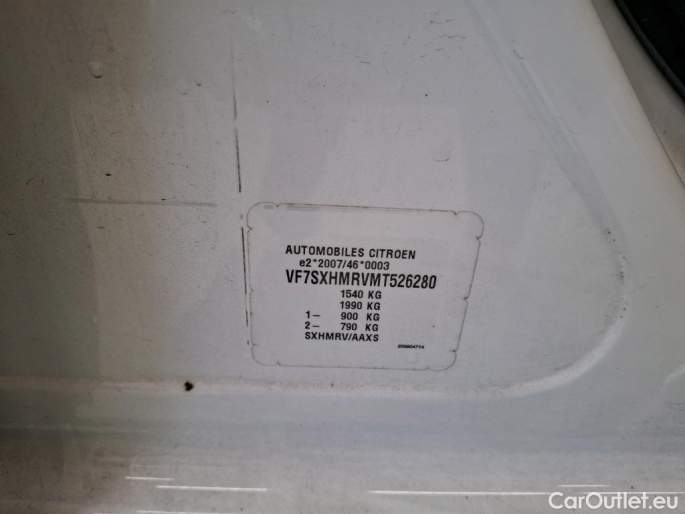 AUTOMOBILES CITROEN
e2*2007/46*0003
VF7SXHMRVMT526280
1540 KG
1990 KG
1– 900 KG
2– 790 KG
SXHMRV/AAXS
CarOutlet.eu